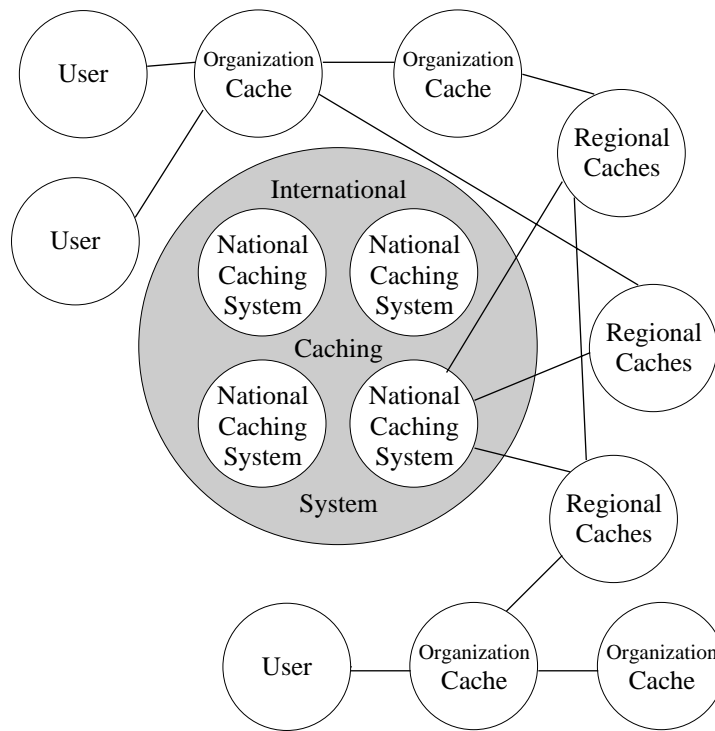 User
Organization
Cache
Organization
Cache
Regional
Caches
User
International
National
Caching
System
National
Caching
System
Regional
Caches
Caching
National
Caching
System
National
Caching
System
System
Regional
Caches
User
Organization
Cache
Organization
Cache